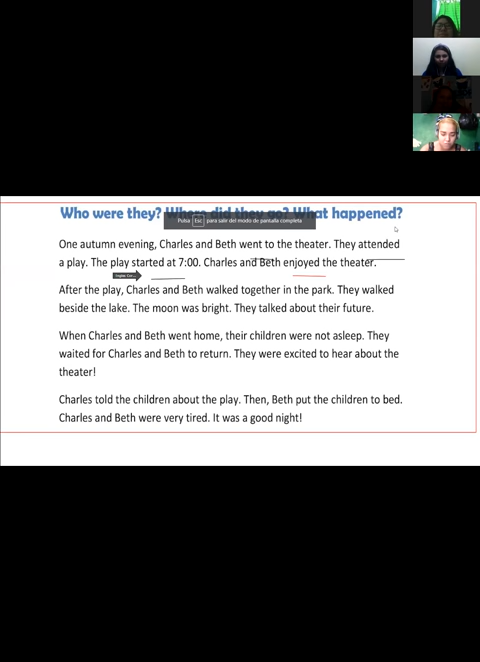 Who were they? Where did they go? What happened?
Pulsa Esc para salir del modo de pantalla completa
One autumn evening, Charles and Beth went to the theater. They attended
a play. The play started at 7:00. Charles and Beth enjoyed the theater.
After the play, Charles and Beth walked together in the park. They walked
beside the lake. The moon was bright. They talked about their future.
When Charles and Beth went home, their children were not asleep. They
waited for Charles and Beth to return. They were excited to hear about the
theater!
Charles told the children about the play. Then, Beth put the children to bed.
Charles and Beth were very tired. It was a good night!